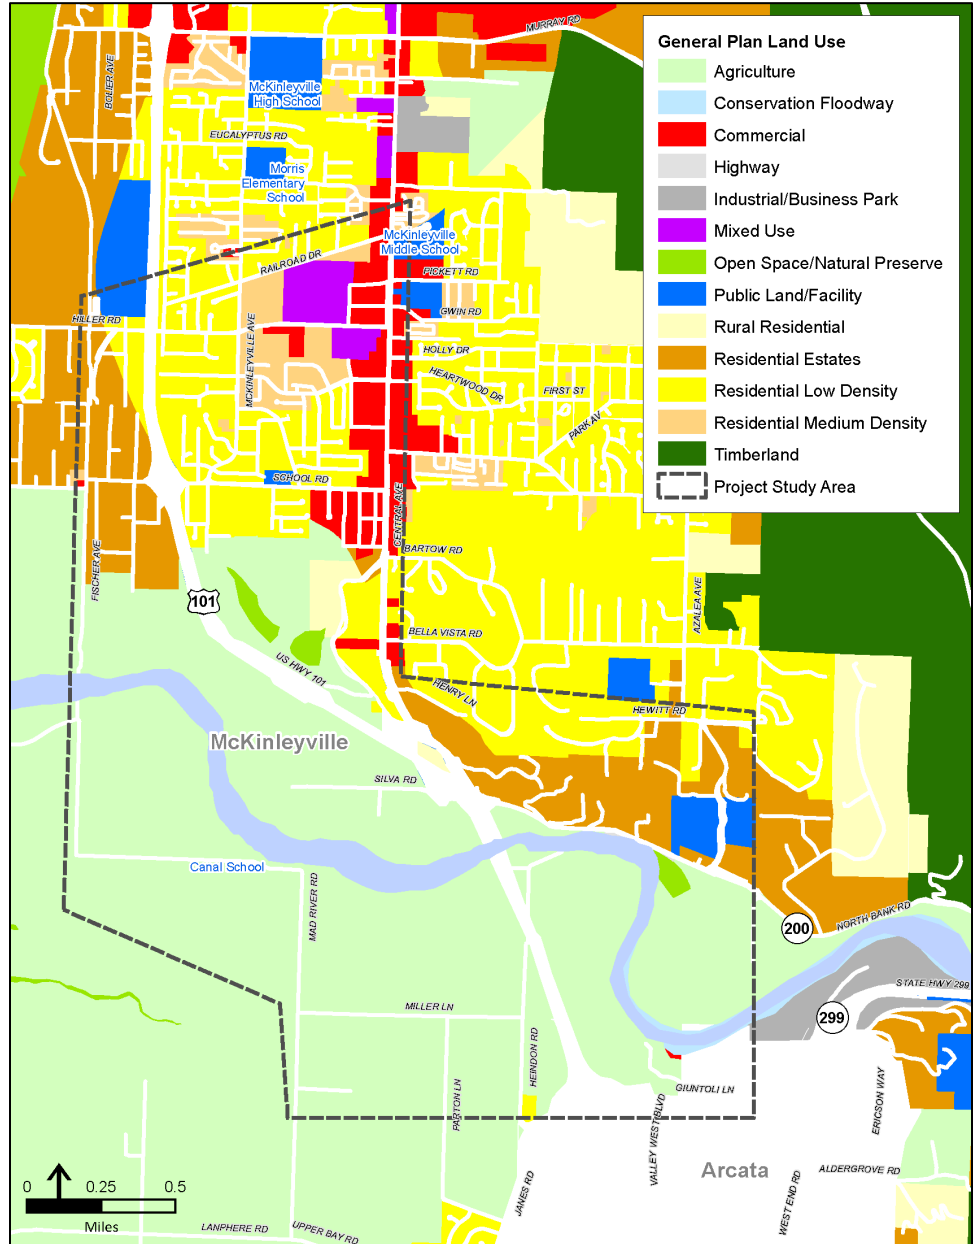 MURRAY RD
BOLIER AVE
McKinleyville
High School
EUCALYPTUS RD
Morris
Elementary
School
McKinleyville
Middle School
RAILROAD DR
PICKETT RD
GWIN RD
HILLER RD
MCKINLEYVILLE AVE
HOLLY DR
HEARTWOOD DR
FIRST ST
PARK AV
SCHOOL RD
CENTRAL AVE
BARTOW RD
FISCHER AVE
101
AZALEA AVE
BELLA VISTA RD
US HWY 101
HENRY LN
HEWITT RD
McKinleyville
SILVA RD
Canal School
MAD RIVER RD
200
NORTH BANK RD
STATE HWY 299
299
MILLER LN
HEINDON RD
PARTON LN
GIUNTOLI LN
VALLEY WEST BLVD
ERICSON WAY
Arcata
ALDERGROVE RD
JANES RD
WEST END RD
LANPHERE RD
UPPER BAY RD
0 0.25 0.5
Miles
General Plan Land Use
Agriculture
Conservation Floodway
Commercial
Highway
Industrial/Business Park
Mixed Use
Open Space/Natural Preserve
Public Land/Facility
Rural Residential
Residential Estates
Residential Low Density
Residential Medium Density
Timberland
Project Study Area